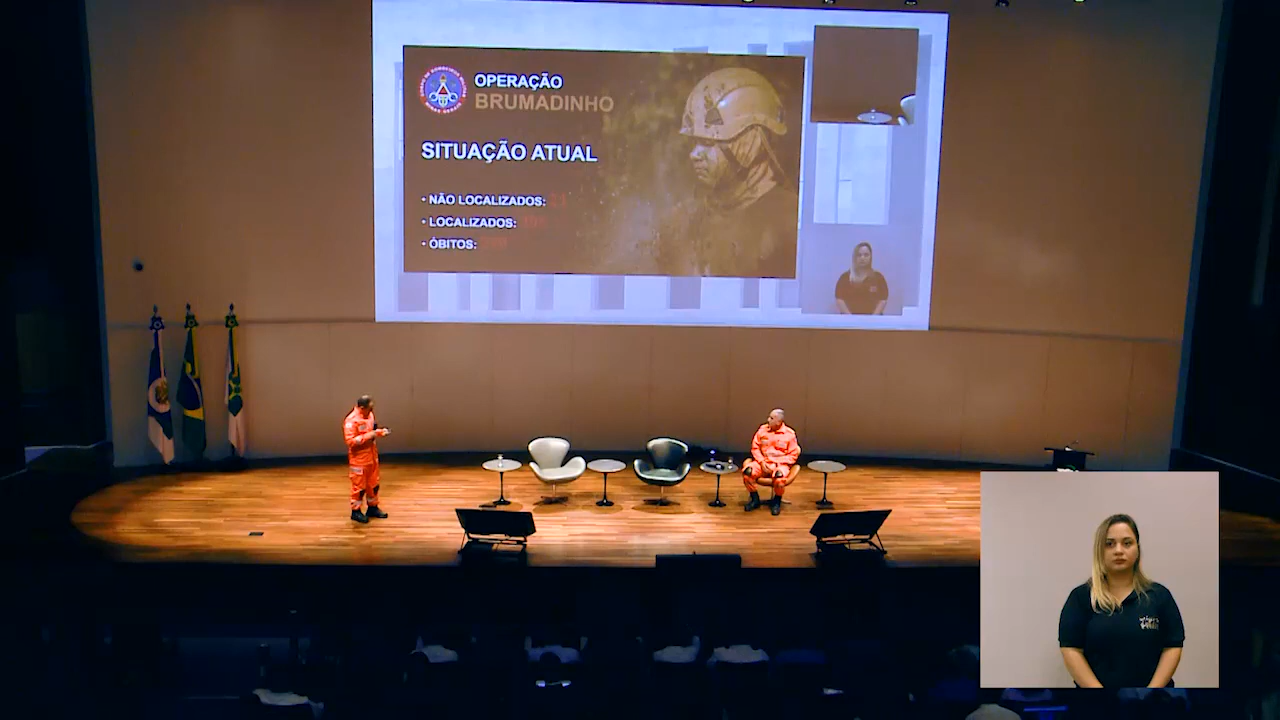 OPERAÇÃO
BRUMADINHO
SITUAÇÃO ATUAL
• NÃO LOCALIZADOS:
• LOCALIZADOS:
• ÓBITOS: